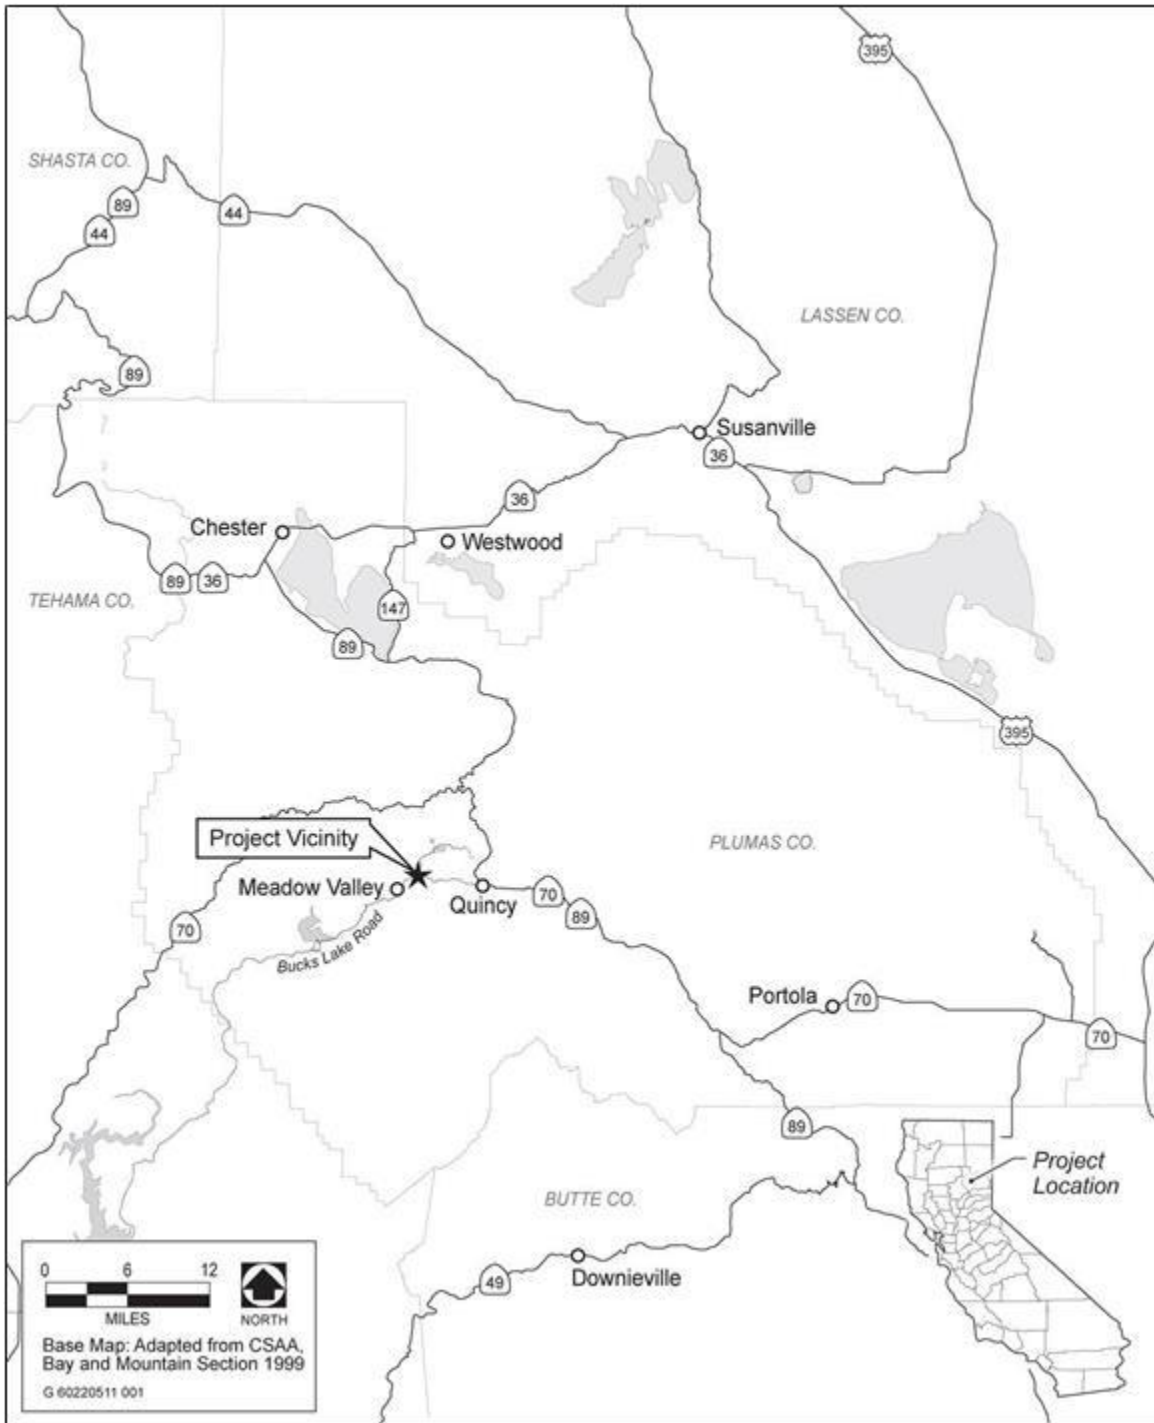 395
SHASTA CO.
89
44
44
LASSEN CO.
89
Susanville
36
36
Chester
Westwood
89
36
TEHAMA CO.
147
89
395
Project Vicinity
PLUMAS CO.
Meadow Valley
Quincy
70
89
70
Bucks Lake Road
Portola
70
70
89
Project
Location
BUTTE CO.
Downieville
49
0 6 12
MILES
NORTH
Base Map: Adapted from CSAA,
Bay and Mountain Section 1999
G 60220511 001